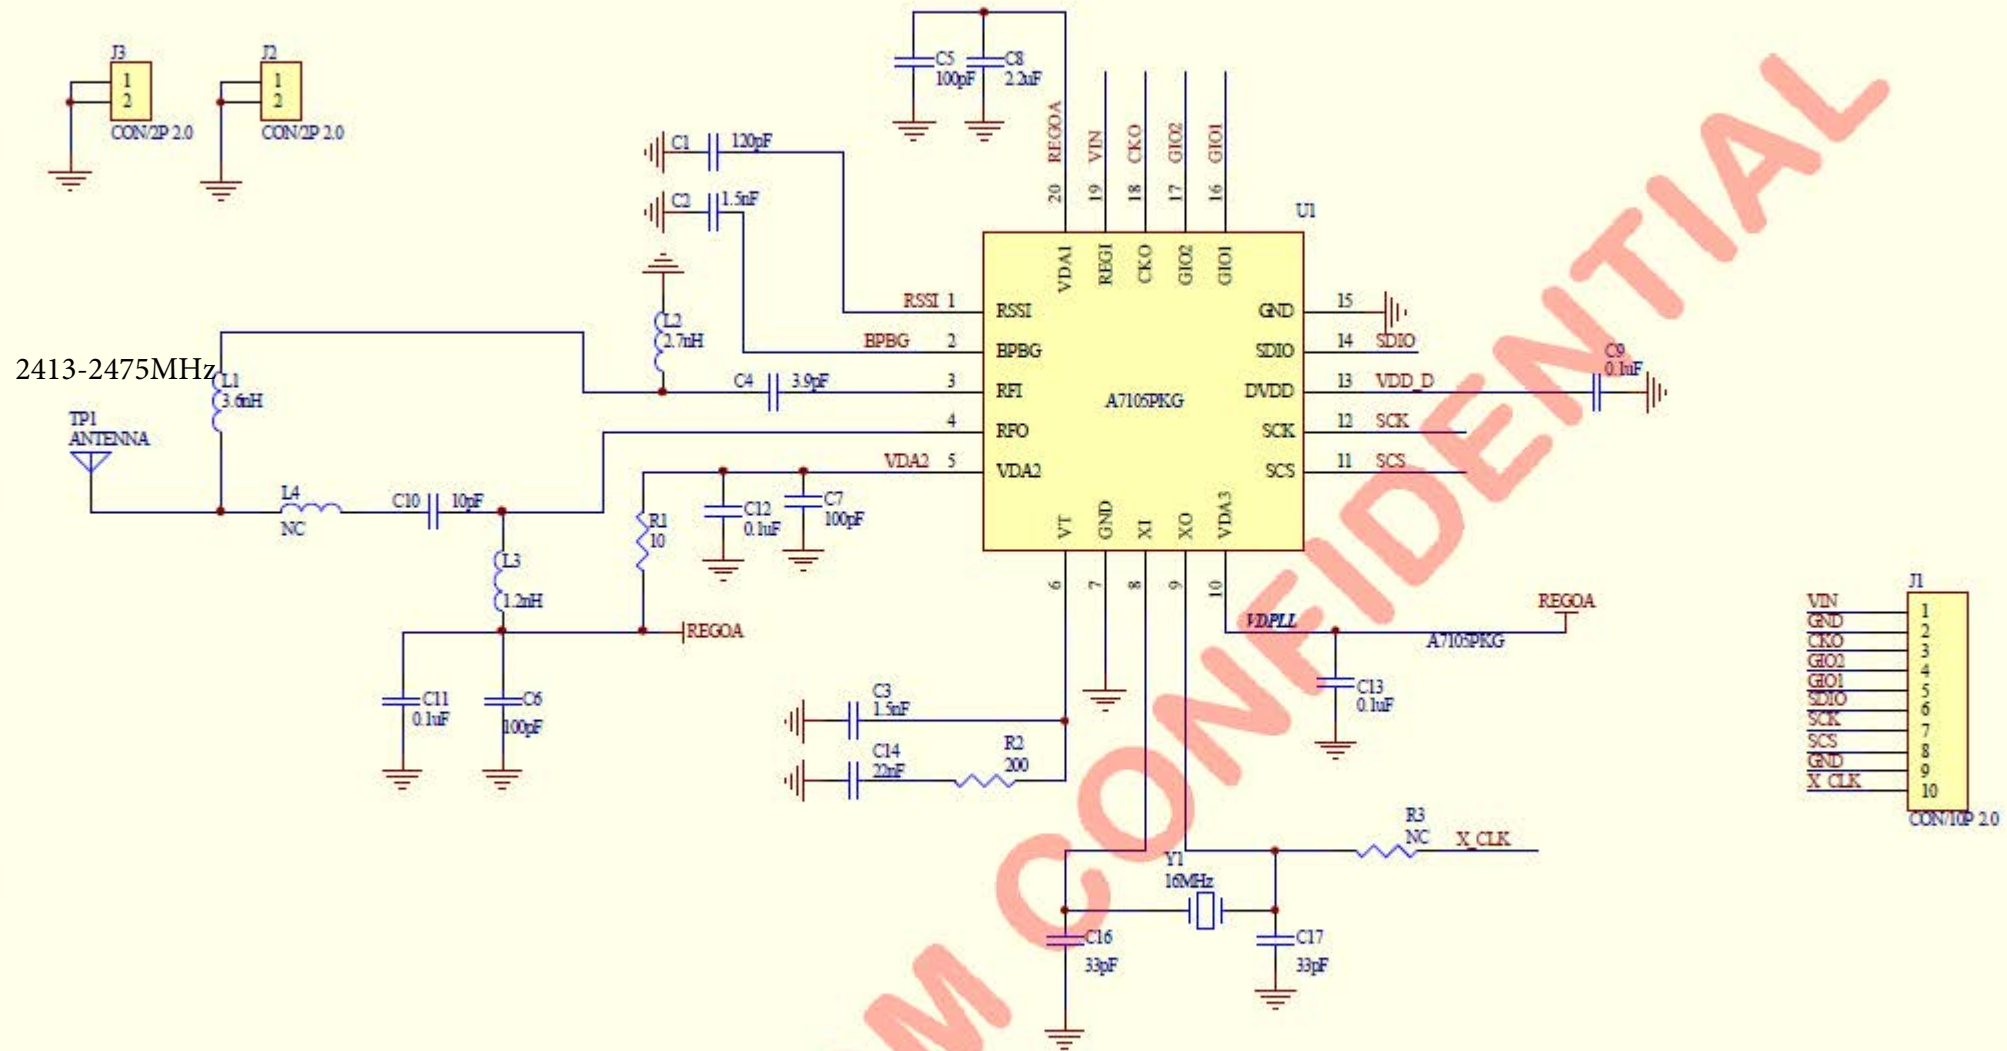 J3
1
2
CON/2P 2.0
J2
1
2
CON/2P 2.0
C5
100pF
C8
2.2uF
C1
120pF
C2
1.5nF
REGOA
VIN
CKO
GIO2
GIO1
20
19
18
17
16
U1
VDA1
REGI
CKO
GIO2
GIO1
RSSI 1
RSSI
BPBG 2
BPBG
3
RFI
4
RFO
VDA2 5
VDA2
A7105PKG
GND
15
SDIO
14
SDIO
DVDD
13
VDD_D
SCK
12
SCK
SCS
11
SCS
C9
0.1uF
VT
GND
XI
XO
VDA3
6
7
8
9
10
L2
2.7nH
C4
3.9pF
2413-2475MHz
L1
3.6nH
TP1
ANTENNA
L4
NC
C10
10pF
L3
1.2nH
R1
10
C12
0.1uF
C7
100pF
REGOA
C11
0.1uF
C6
100pF
C3
1.5nF
C14
22nF
R2
200
VDPLL
REGOA
A7105PKG
C13
0.1uF
R3
NC
X_CLK
Y1
16MHz
C16
33pF
C17
33pF
J1
VIN
1
GND
2
CKO
3
GIO2
4
GIO1
5
SDIO
6
SCK
7
SCS
8
GND
9
X_CLK
10
CON/10P 2.0
M CONFIDENTIAL